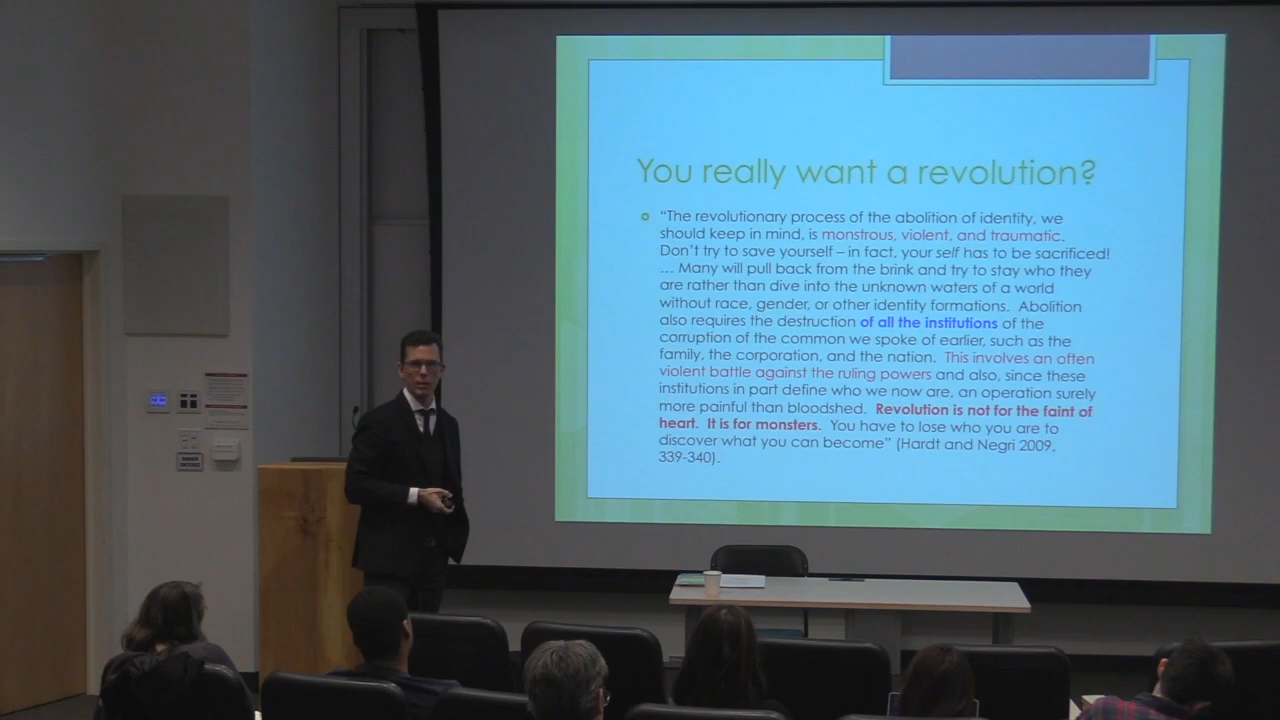 You really want a revolution?
“The revolutionary process of the abolition of identity, we
should keep in mind, is monstrous, violent, and traumatic.
Don’t try to save yourself – in fact, your self has to be sacrificed!
… Many will pull back from the brink and try to stay who they
are rather than dive into the unknown waters of a world
without race, gender, or other identity formations. Abolition
also requires the destruction of all the institutions of the
corruption of the common we spoke of earlier, such as the
family, the corporation, and the nation. This involves an often
violent battle against the ruling powers and also, since these
institutions in part define who we now are, an operation surely
more painful than bloodshed. Revolution is not for the faint of
heart. It is for monsters. You have to lose who you are to
discover what you can become” (Hardt and Negri 2009,
339-340).